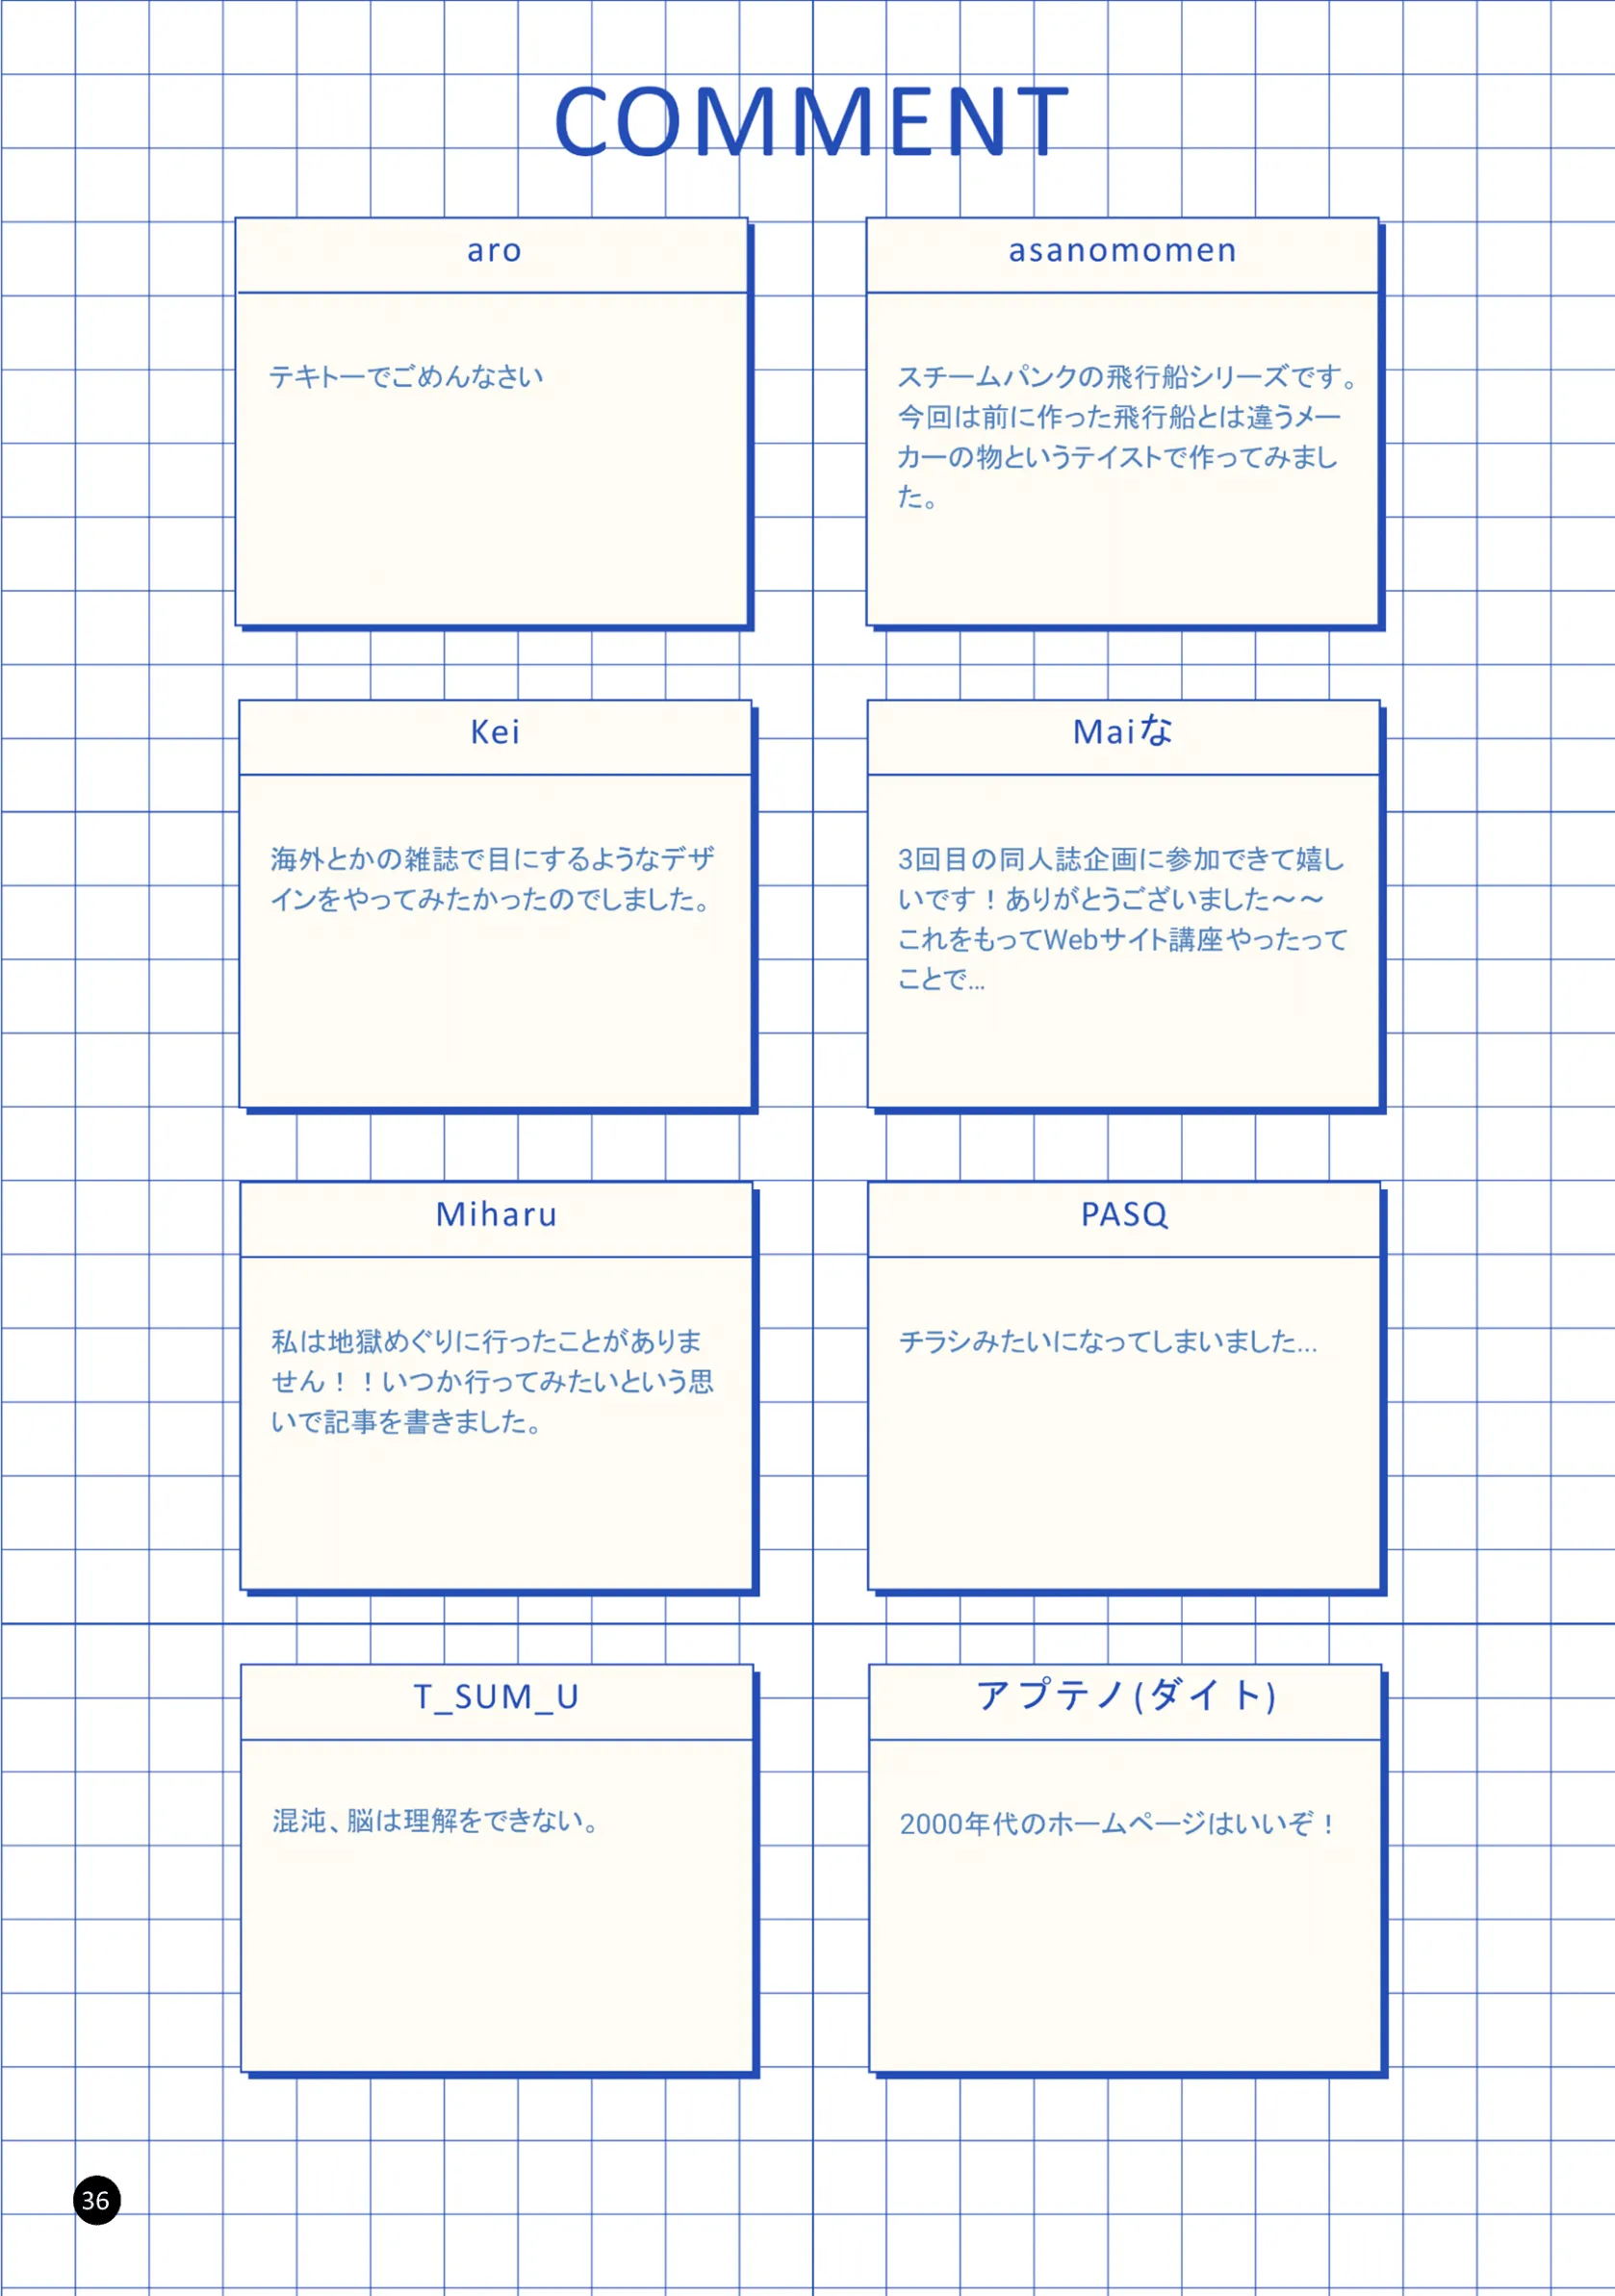 COMMENT
aro
テキトーでごめんなさい
asanomomen
スチームパンクの飛行船シリーズです。
今回は前に作った飛行船とは違うメー
カーの物というテイストで作ってみまし
た。
Kei
海外とかの雑誌で目にするようなデザ
インをやってみたかったのでしました。
Maiな
3回目の同人誌企画に参加できて嬉し
いです！ありがとうございました～～
これをもってWebサイト講座やったって
ことで...
Miharu
私は地獄めぐりに行ったことがありま
せん！！いつか行ってみたいという思
いで記事を書きました。
PASQ
チラシみたいになってしまいました...
T_SUM_U
混沌、脳は理解をできない。
アプテノ(ダイト)
2000年代のホームページはいいぞ！
36